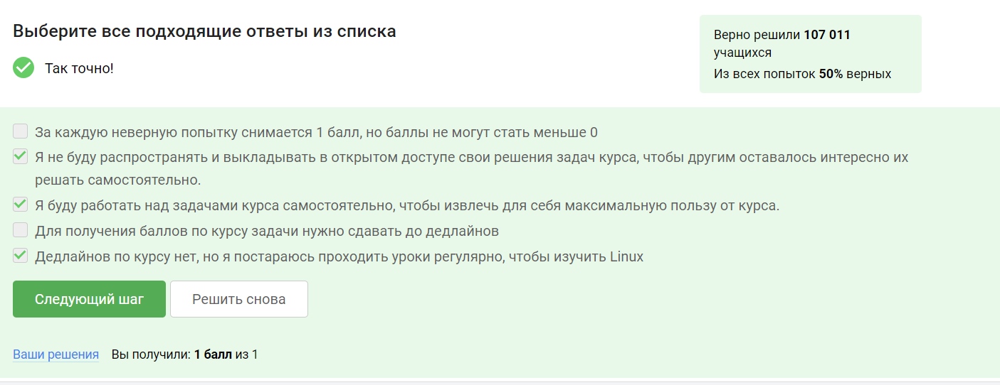 Выберите все подходящие ответы из списка
Так точно!
Верно решили 107 011
учащихся
Из всех попыток 50% верных
За каждую неверную попытку снимается 1 балл, но баллы не могут стать меньше 0
Я не буду распространять и выкладывать в открытом доступе свои решения задач курса, чтобы другим оставалось интересно их
решать самостоятельно.
Я буду работать над задачами курса самостоятельно, чтобы извлечь для себя максимальную пользу от курса.
Для получения баллов по курсу задачи нужно сдавать до дедлайнов
Дедлайнов по курсу нет, но я постараюсь проходить уроки регулярно, чтобы изучить Linux
Следующий шаг
Решить снова
Ваши решения Вы получили: 1 балл из 1